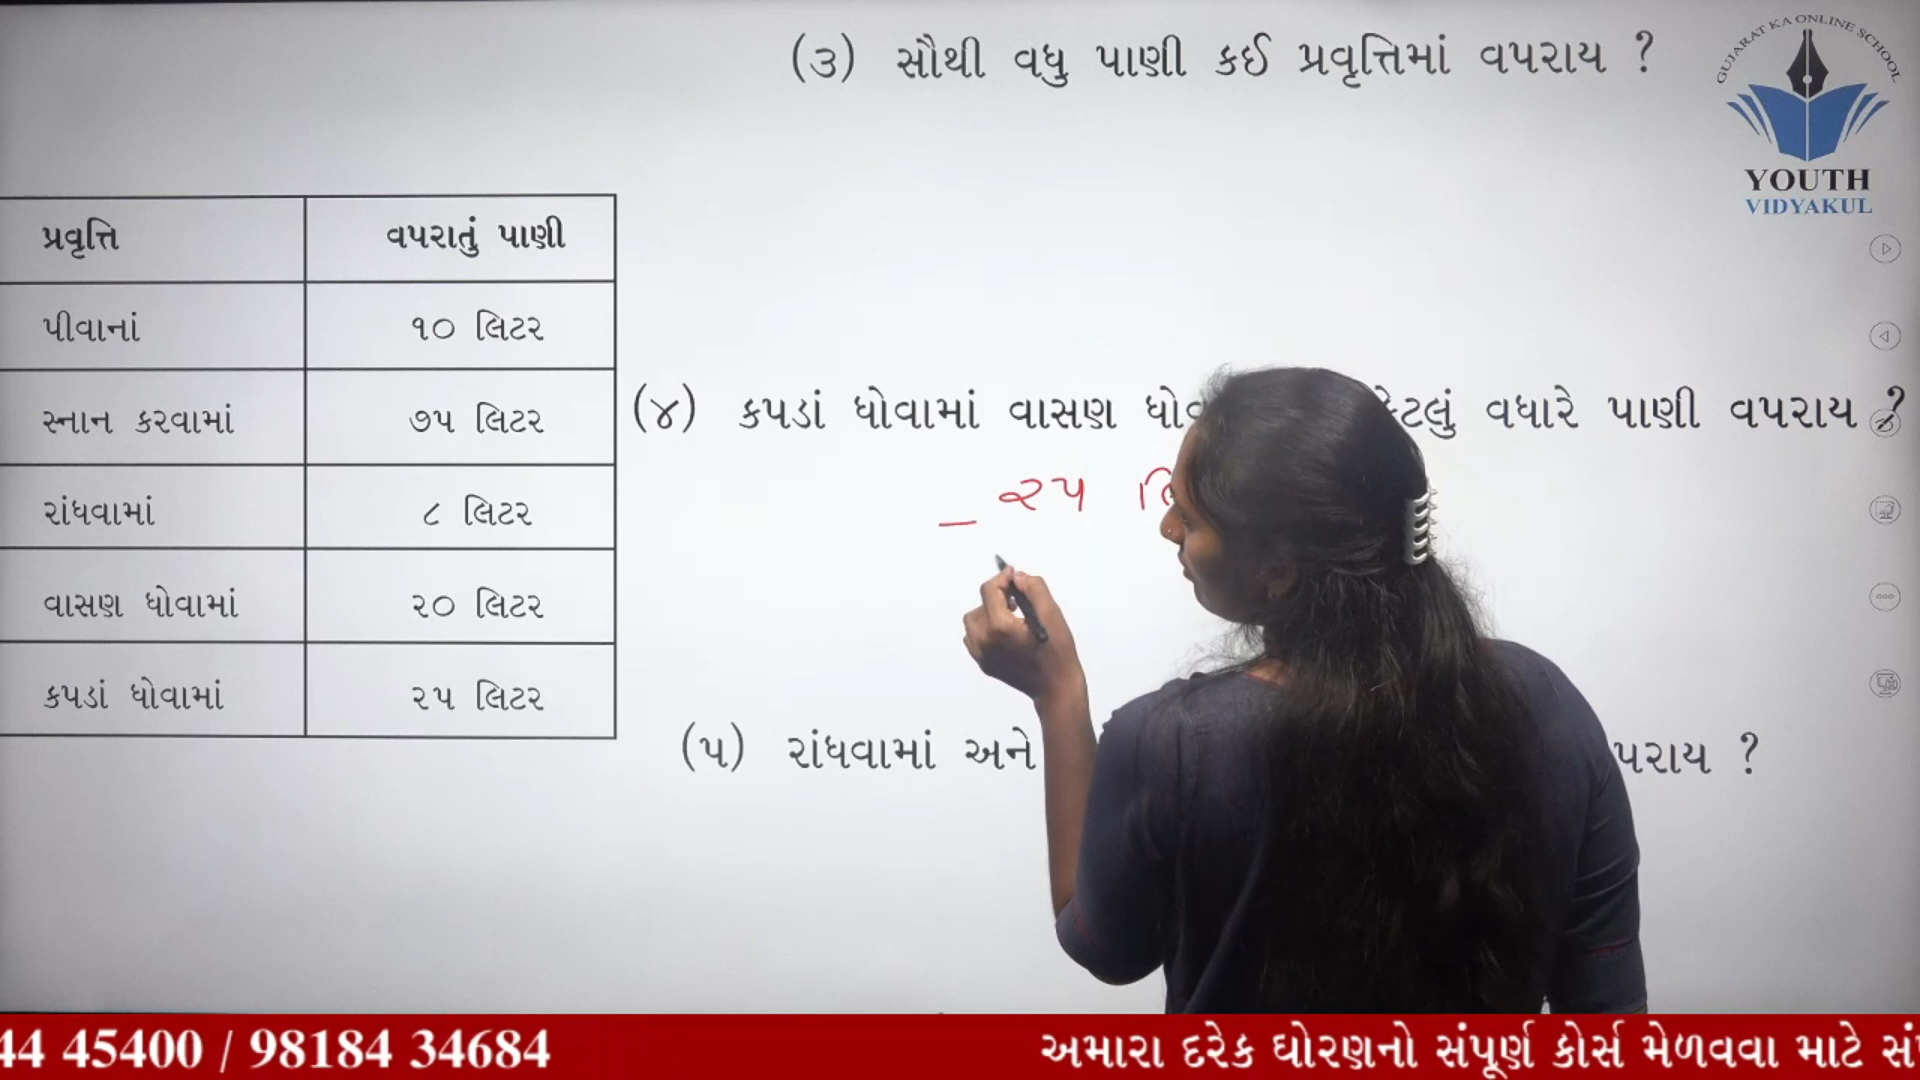 (૩) સૌથી વધુ પાણી કઈ પ્રવૃત્તિમાં વપરાય ?
GUJARAT KA ONLINE SCHOOL
YOUTH
VIDYAKUL
પ્રવૃત્તિ વપરાતું પાણી
પીવાનાં ૧૦ લિટર
સ્નાન કરવામાં ૭૫ લિટર
રાંધવામાં ૮ લિટર
વાસણ ધોવામાં ૨૦ લિટર
કપડાં ધોવામાં ૨૫ લિટર
(૪) કપડાં ધોવામાં વાસણ વધારે પાણી વપરાય ?
– ૨૫
(૫) રાંધવામાં અને
44 45400 / 98184 34684
અમારા દરેક ધોરણનો સંપૂર્ણ કોર્સ મેળવવા માટે